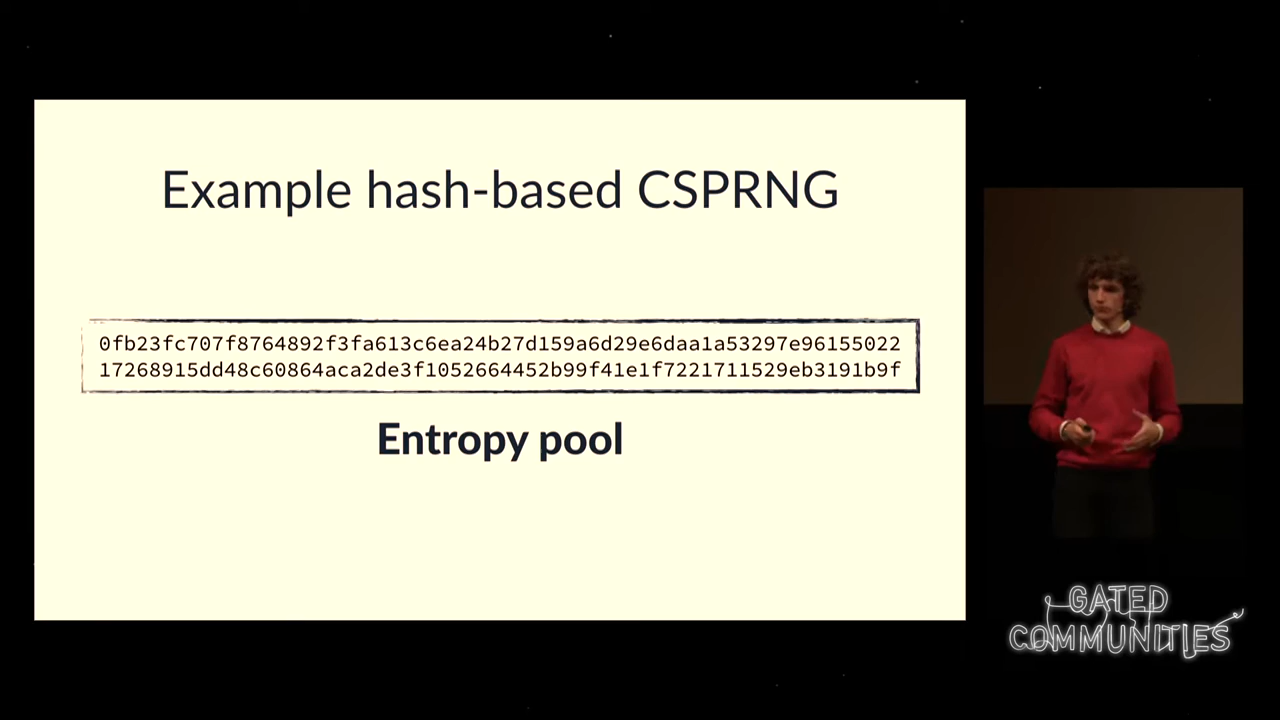 Example hash-based CSPRNG
0fb23fc707f8764892f3fa613c6ea24b27d159a6d29e6daa1a53297e96155022
17268915dd48c60864aca2de3f1052664452b99f41e1f7221711529eb3191b9f
Entropy pool
GATED
COMMUNITIES